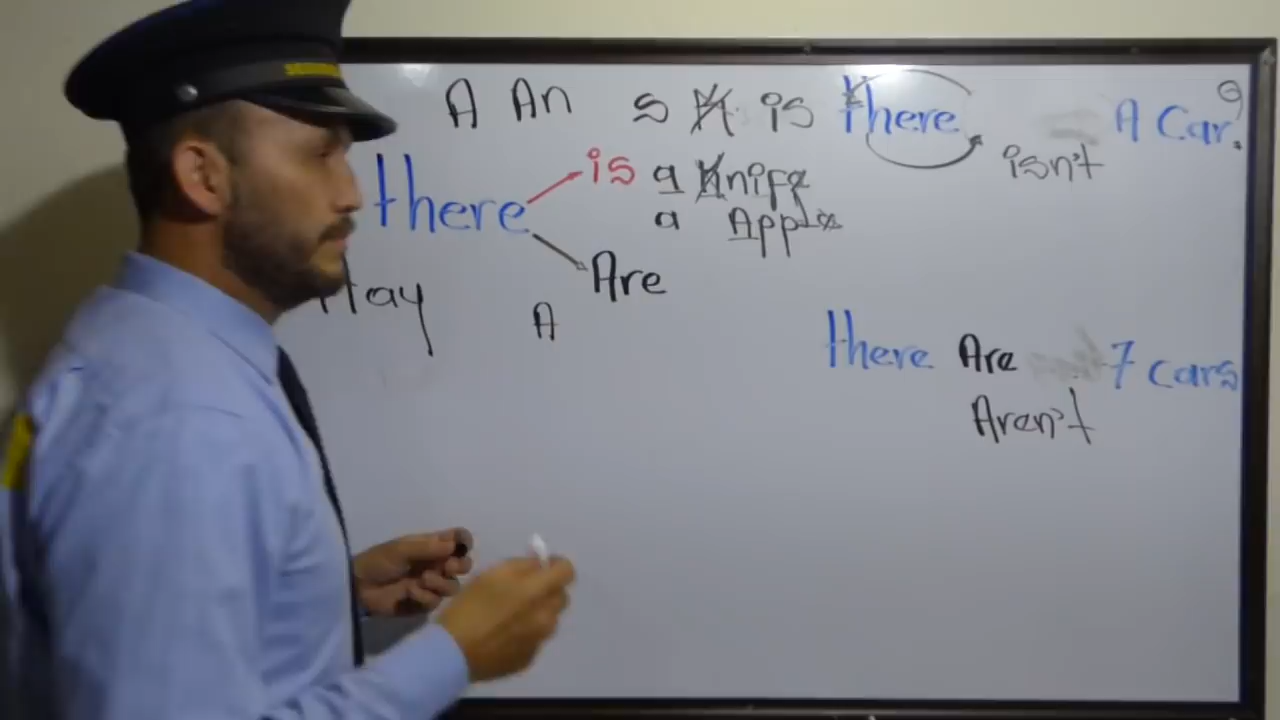 A An s is there A Car.
isn't
there is a Knife
a Apple
Are
Hay A
there Are 7 cars
Aren't